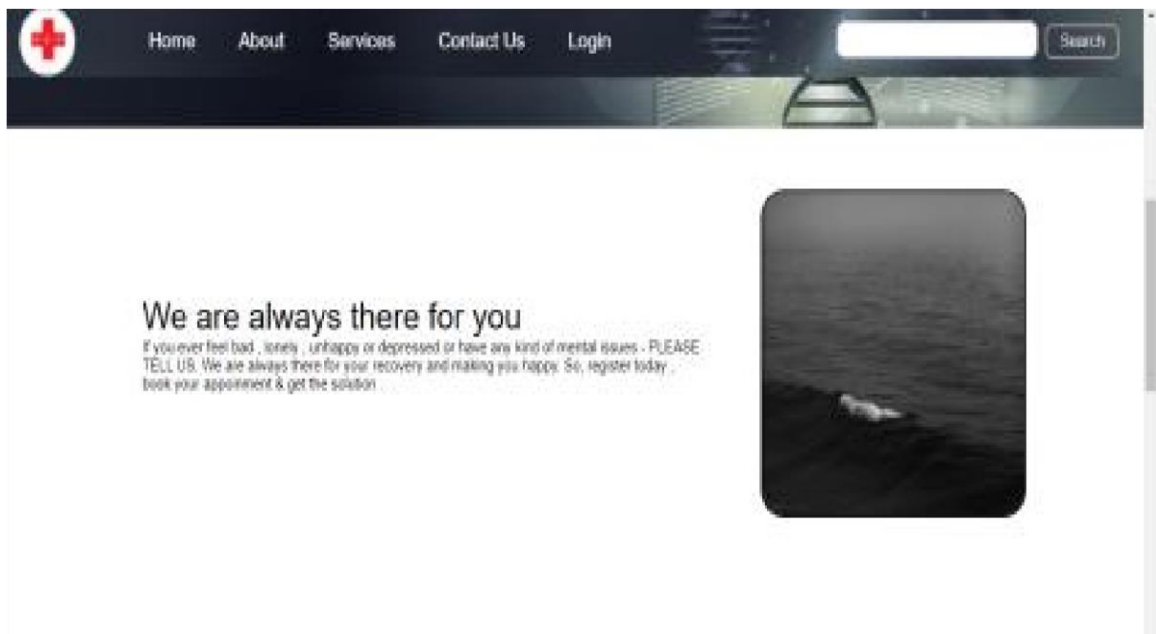 Home About Services Contact Us Login Search
We are always there for you
If you ever feel bad , lonely , unhappy or depressed or have any kind of mental issues - PLEASE
TELL US. We are always there for your recovery and making you happy. So, register today ,
book your appoinment & get the solution